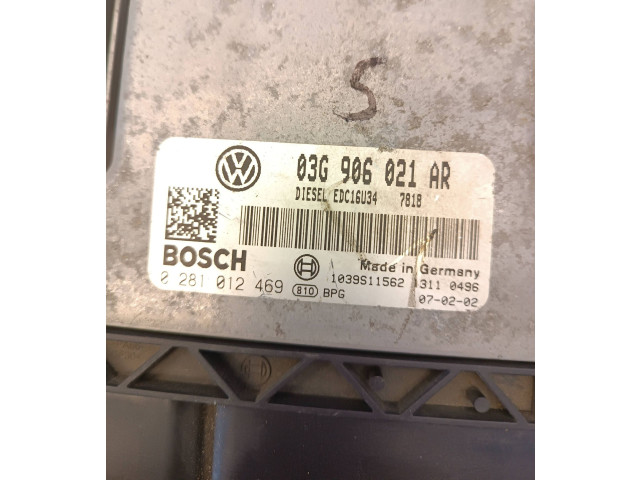 S
VW
03G 906 021 AR
DIESEL EDC16U34 7818
BOSCH
Made in Germany
0 281 012 469
810
BPG
1039S11562 1311 0496
07-02-02